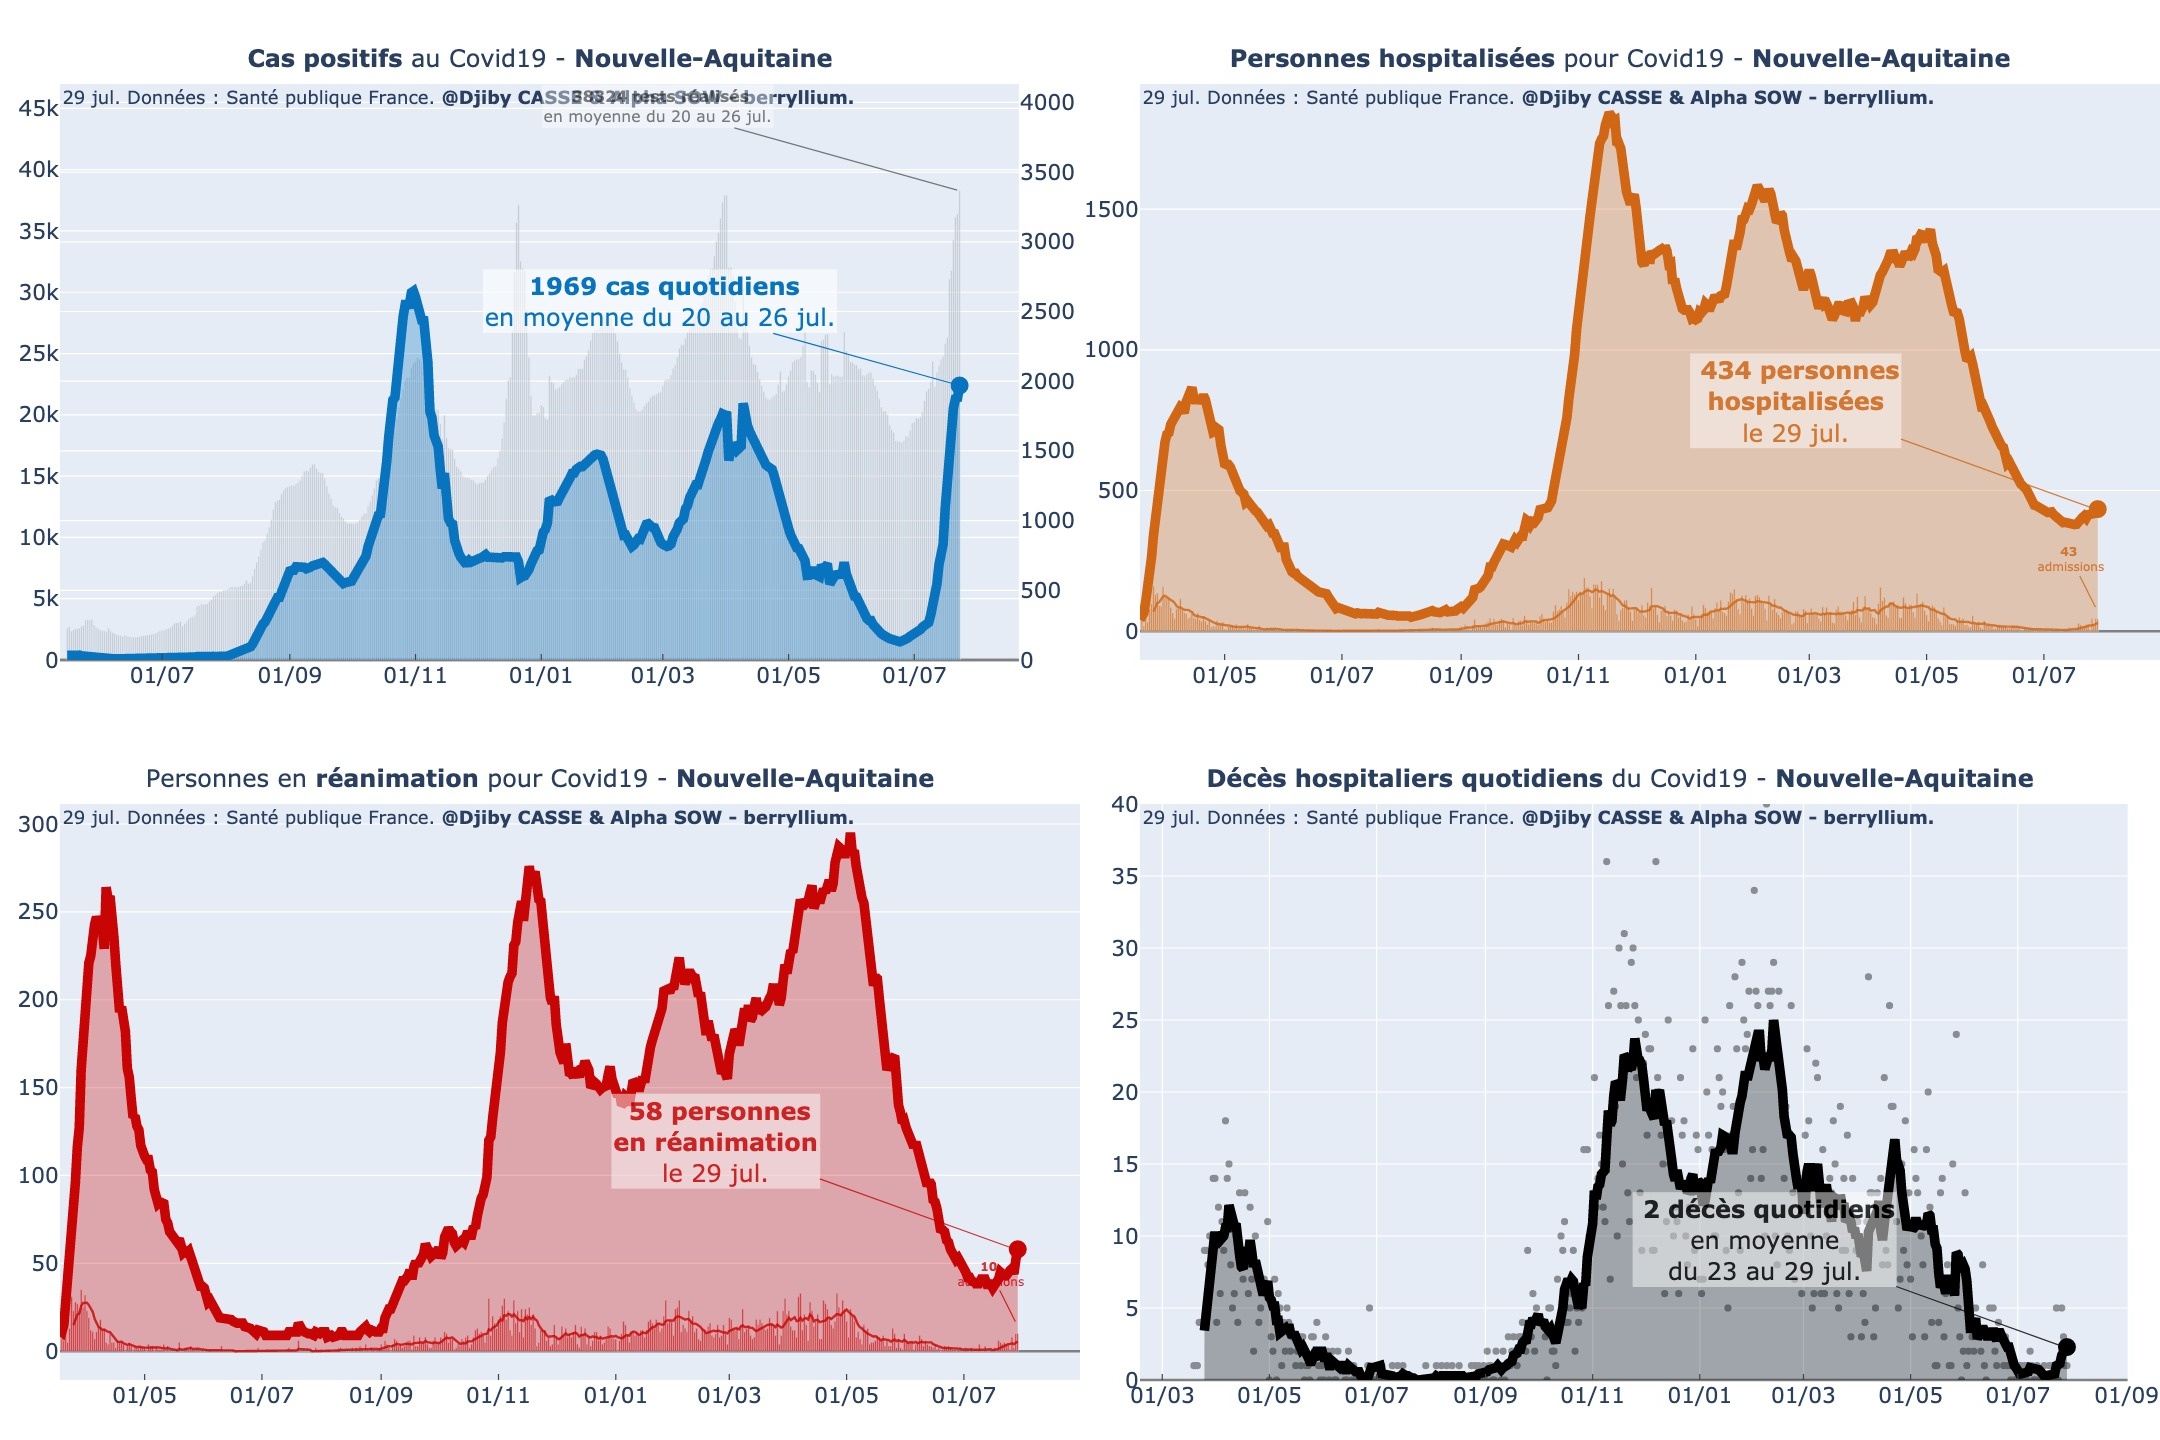 Cas positifs au Covid19 - Nouvelle-Aquitaine
29 jul. Données : Santé publique France. @Djiby CASSE & Alpha SOW - berryllium.
en moyenne du 20 au 26 jul.
45k
40k
35k
30k
25k
20k
15k
10k
5k
0
4000
3500
3000
2500
2000
1500
1000
500
0
1969 cas quotidiens
en moyenne du 20 au 26 jul.
01/07 01/09 01/11 01/01 01/03 01/05 01/07
Personnes hospitalisées pour Covid19 - Nouvelle-Aquitaine
29 jul. Données : Santé publique France. @Djiby CASSE & Alpha SOW - berryllium.
1500
1000
500
0
434 personnes
hospitalisées
le 29 jul.
43
admissions
01/05 01/07 01/09 01/11 01/01 01/03 01/05 01/07
Personnes en réanimation pour Covid19 - Nouvelle-Aquitaine
29 jul. Données : Santé publique France. @Djiby CASSE & Alpha SOW - berryllium.
300
250
200
150
100
50
0
58 personnes
en réanimation
le 29 jul.
10
01/05 01/07 01/09 01/11 01/01 01/03 01/05 01/07
Décès hospitaliers quotidiens du Covid19 - Nouvelle-Aquitaine
29 jul. Données : Santé publique France. @Djiby CASSE & Alpha SOW - berryllium.
40
35
30
25
20
15
10
5
0
2 décès quotidiens
en moyenne
du 23 au 29 jul.
01/03 01/05 01/07 01/09 01/11 01/01 01/03 01/05 01/07 01/09